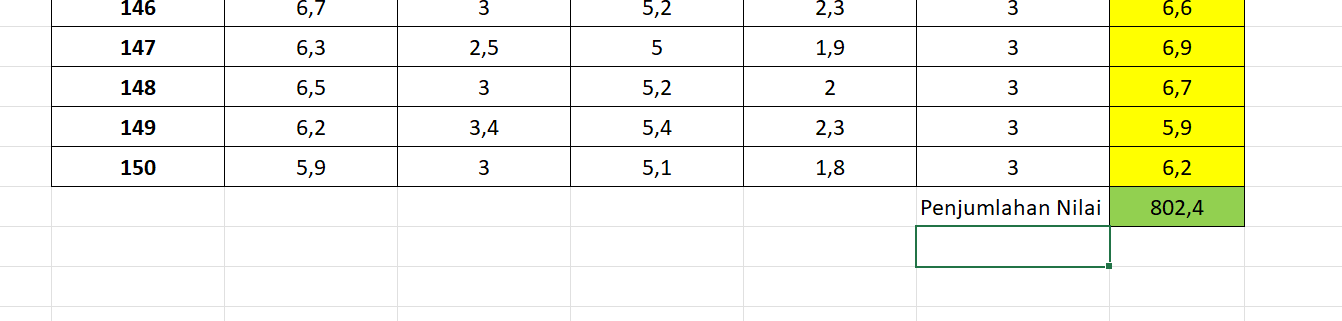 146 6,7 3 5,2 2,3 3 6,6
147 6,3 2,5 5 1,9 3 6,9
148 6,5 3 5,2 2 3 6,7
149 6,2 3,4 5,4 2,3 3 5,9
150 5,9 3 5,1 1,8 3 6,2
Penjumlahan Nilai 802,4